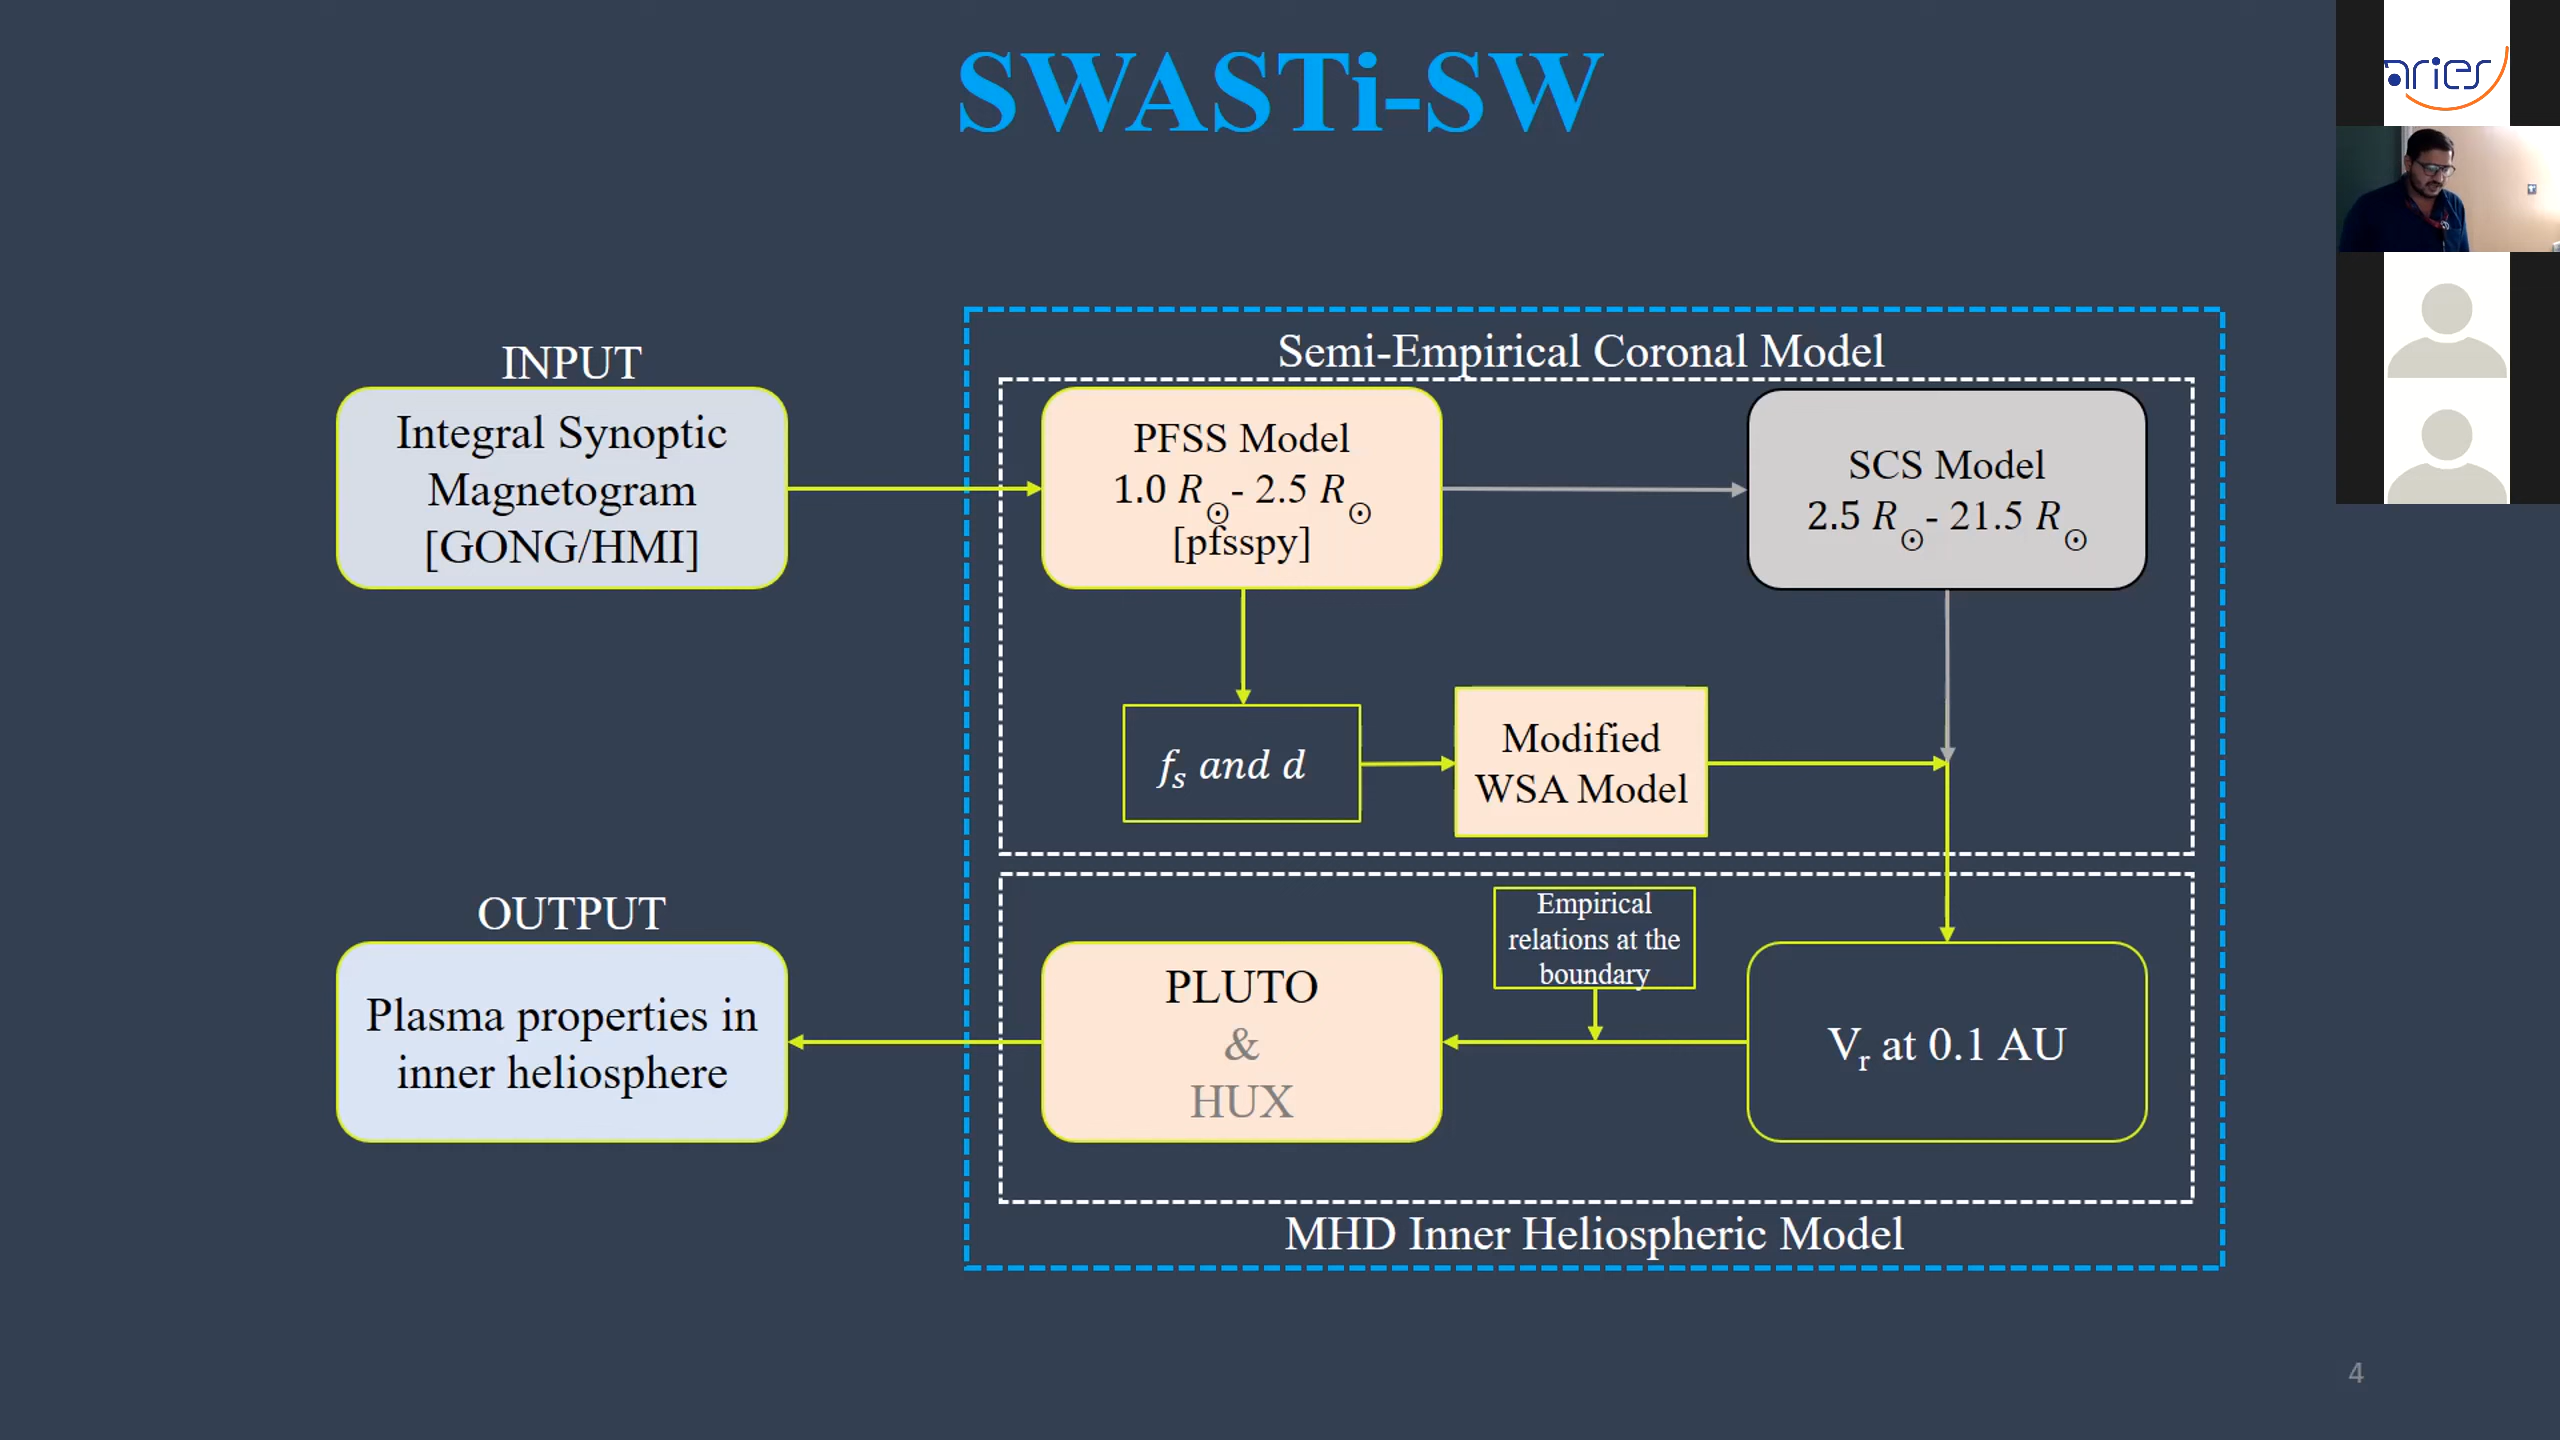 SWASTi-SW
aries
INPUT
Integral Synoptic
Magnetogram
[GONG/HMI]
Semi-Empirical Coronal Model
PFSS Model
1.0 R⊙- 2.5 R⊙
[pfsspy]
SCS Model
2.5 R⊙- 21.5 R⊙
fₛ and d
Modified
WSA Model
OUTPUT
Plasma properties in
inner heliosphere
PLUTO
&
HUX
Empirical
relations at the
boundary
Vᵣ at 0.1 AU
MHD Inner Heliospheric Model
4